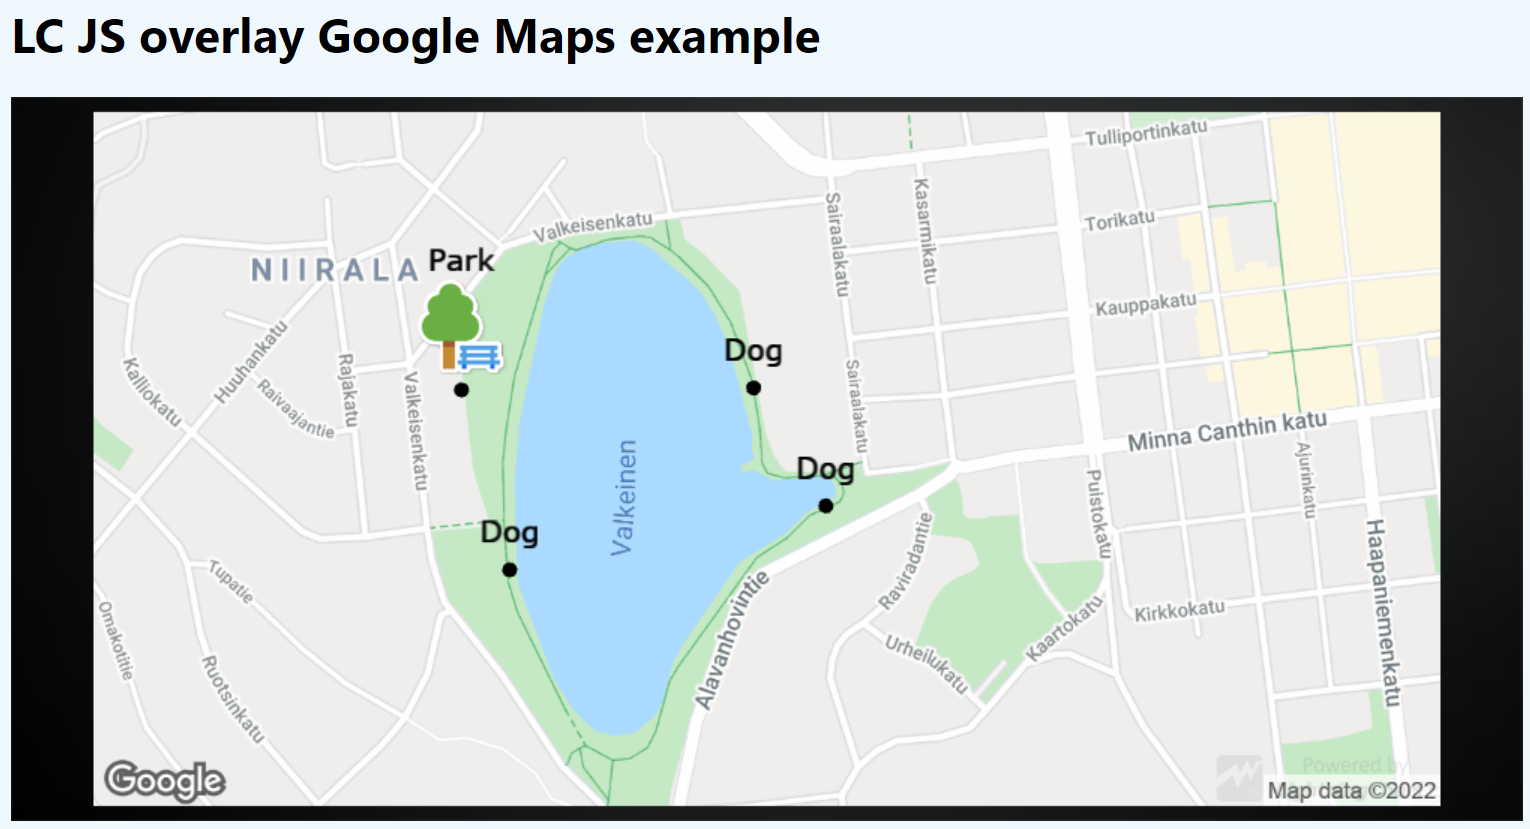 LC JS overlay Google Maps example
Tulliportinkatu
Kasarmikatu
Sairaalakatu
Valkeisenkatu
Torikatu
NIIRALA
Park
Kauppakatu
Huuhankatu
Dog
Rajakatu
Kalliokatu
Valkeisenkatu
Sairaalakatu
Raivaajantie
Minna Canthin katu
Valkeinen
Dog
Ajurinkatu
Puistokatu
Dog
Raviradantie
Haapaniemenkatu
Tupatie
Alavanhovintie
Kaartokatu
Kirkkokatu
Omakotitie
Urheilukatu
Ruotsinkatu
Google
Powered by
Map data ©2022